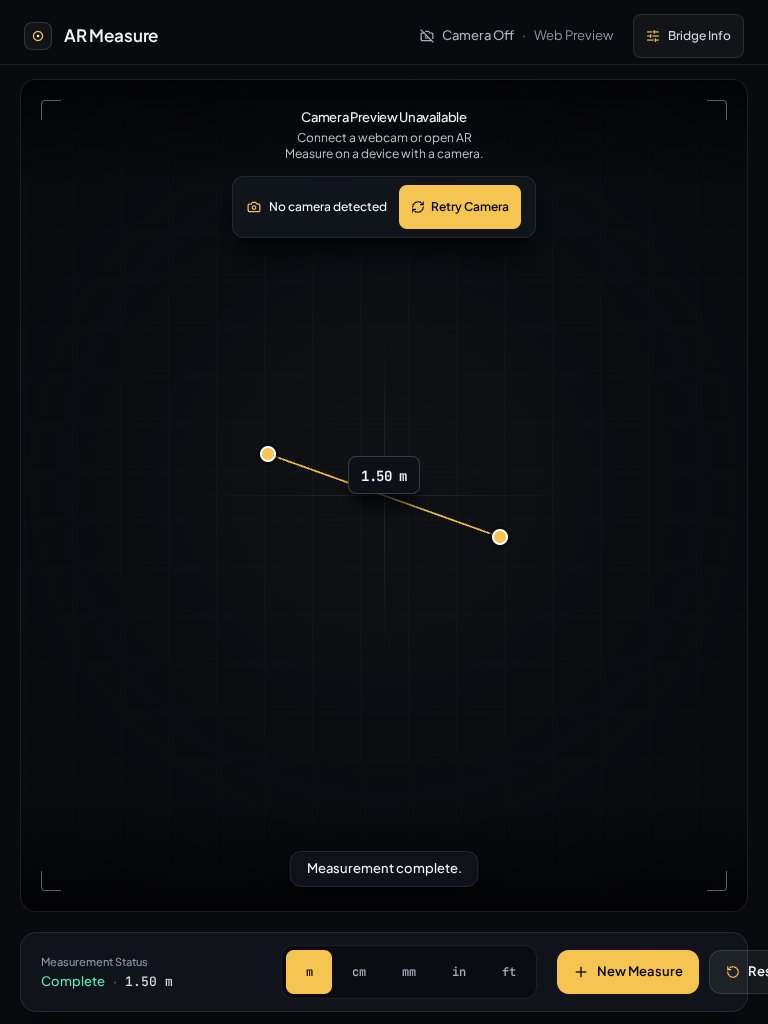 AR Measure
Camera Off · Web Preview
Bridge Info
Camera Preview Unavailable
Connect a webcam or open AR
Measure on a device with a camera.
No camera detected
Retry Camera
1.50 m
Measurement complete.
Measurement Status
Complete · 1.50 m
m cm mm in ft
New Measure
Res